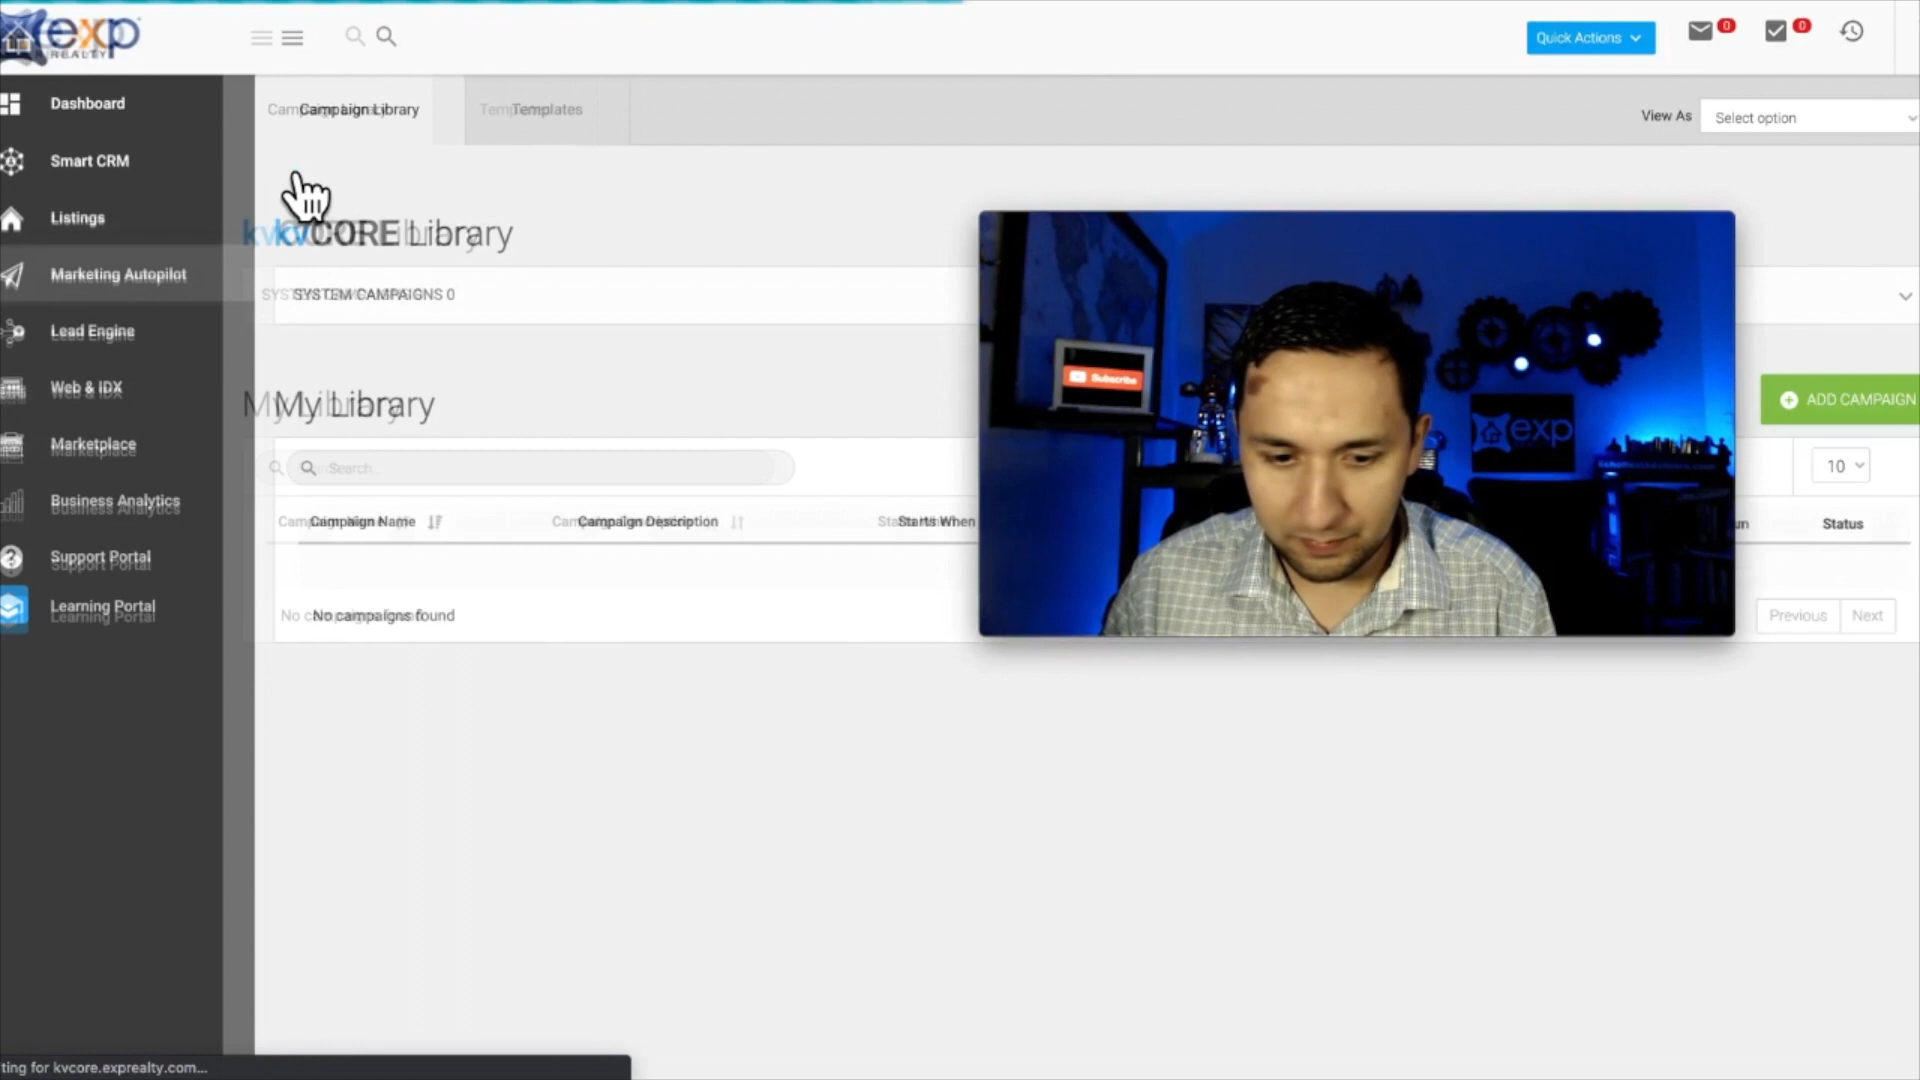 exp
REALTY
Quick Actions
0
0
Dashboard
Smart CRM
Listings
Marketing Autopilot
Lead Engine
Web & IDX
Marketplace
Business Analytics
Support Portal
Learning Portal
Campaign Library
Templates
View As
Select option
kvCORE Library
SYSTEM CAMPAIGNS 0
My Library
ADD CAMPAIGN
Search...
10
Campaign Name
Campaign Description
Starts When
un
Status
No campaigns found
Previous
Next
Subscribe
exp
ting for kvcore.exprealty.com...